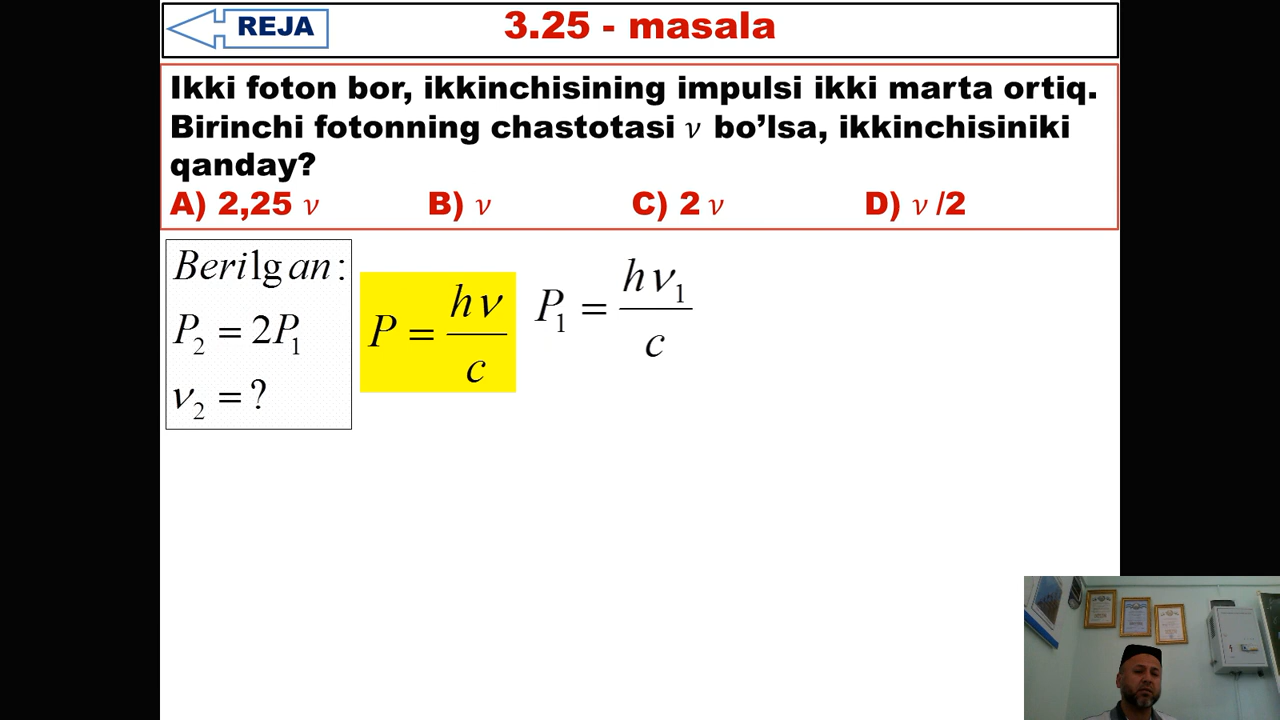 REJA
3.25 - masala
Ikki foton bor, ikkinchisining impulsi ikki marta ortiq.
Birinchi fotonning chastotasi ν bo’lsa, ikkinchisiniki
qanday?
A) 2,25 ν B) ν C) 2 ν D) ν /2
Berilgan:
P₂ = 2P₁
ν₂ = ?
P = hν/c
P₁ = hν₁/c